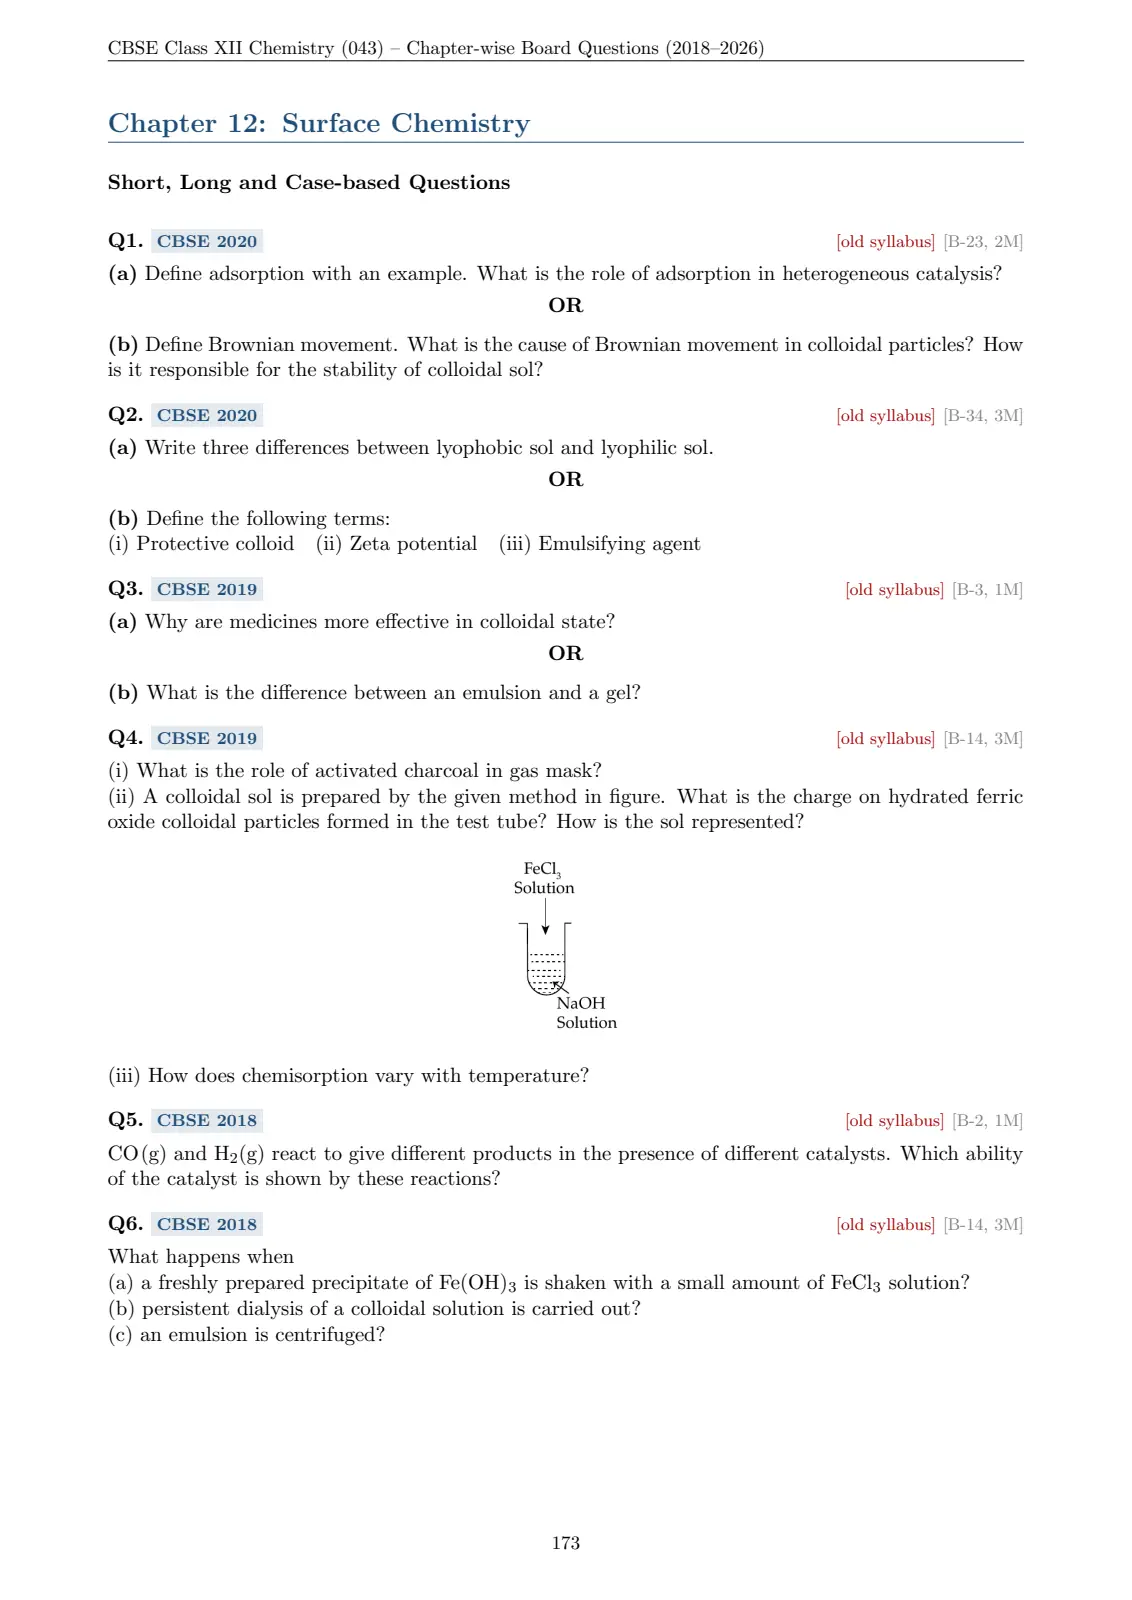 CBSE Class XII Chemistry (043) – Chapter-wise Board Questions (2018–2026)
Chapter 12: Surface Chemistry
Short, Long and Case-based Questions
Q1. CBSE 2020 [old syllabus] [B-23, 2M]
(a) Define adsorption with an example. What is the role of adsorption in heterogeneous catalysis?
OR
(b) Define Brownian movement. What is the cause of Brownian movement in colloidal particles? How
is it responsible for the stability of colloidal sol?
Q2. CBSE 2020 [old syllabus] [B-34, 3M]
(a) Write three differences between lyophobic sol and lyophilic sol.
OR
(b) Define the following terms:
(i) Protective colloid (ii) Zeta potential (iii) Emulsifying agent
Q3. CBSE 2019 [old syllabus] [B-3, 1M]
(a) Why are medicines more effective in colloidal state?
OR
(b) What is the difference between an emulsion and a gel?
Q4. CBSE 2019 [old syllabus] [B-14, 3M]
(i) What is the role of activated charcoal in gas mask?
(ii) A colloidal sol is prepared by the given method in figure. What is the charge on hydrated ferric
oxide colloidal particles formed in the test tube? How is the sol represented?
FeCl₃
Solution
NaOH
Solution
(iii) How does chemisorption vary with temperature?
Q5. CBSE 2018 [old syllabus] [B-2, 1M]
CO(g) and H₂(g) react to give different products in the presence of different catalysts. Which ability
of the catalyst is shown by these reactions?
Q6. CBSE 2018 [old syllabus] [B-14, 3M]
What happens when
(a) a freshly prepared precipitate of Fe(OH)₃ is shaken with a small amount of FeCl₃ solution?
(b) persistent dialysis of a colloidal solution is carried out?
(c) an emulsion is centrifuged?
173